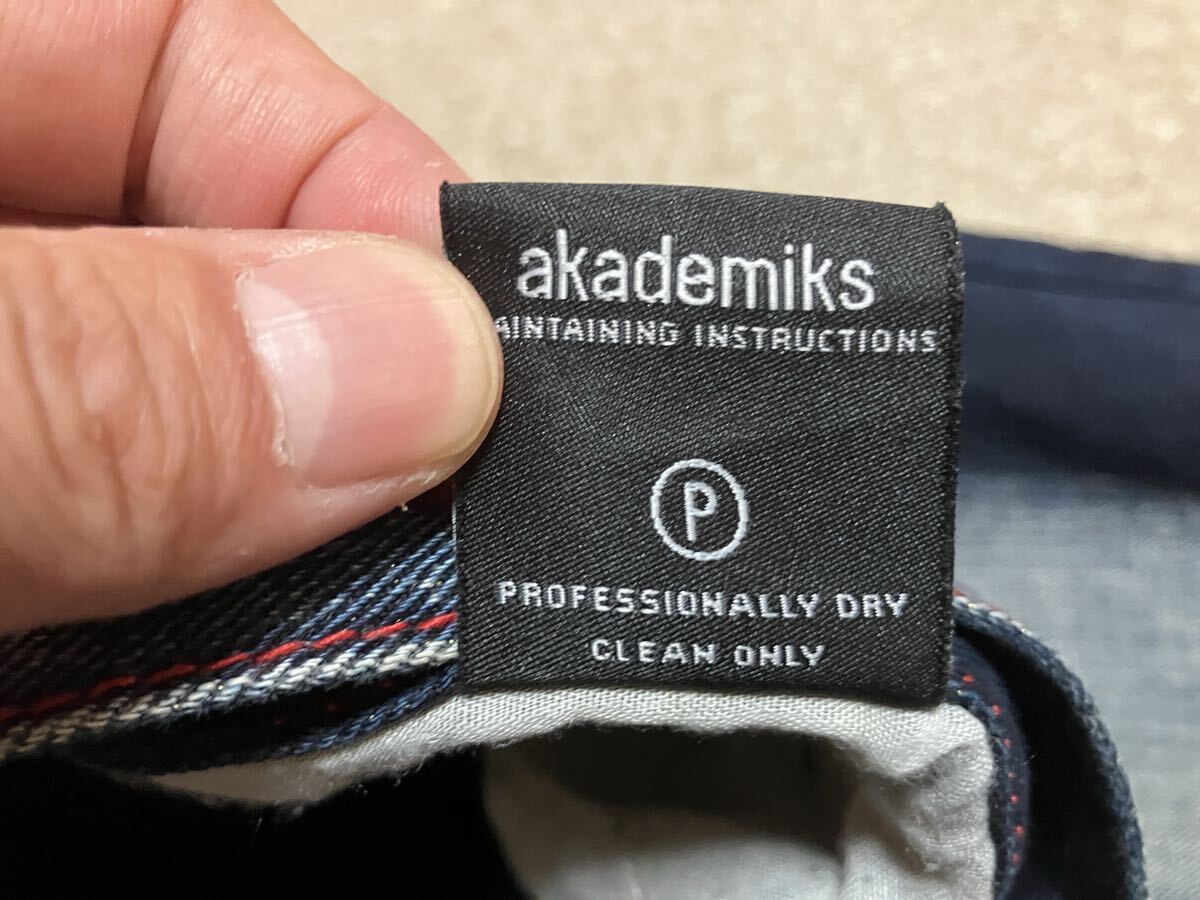 akademiks
AINTAINING INSTRUCTIONS
P
PROFESSIONALLY DRY
CLEAN ONLY